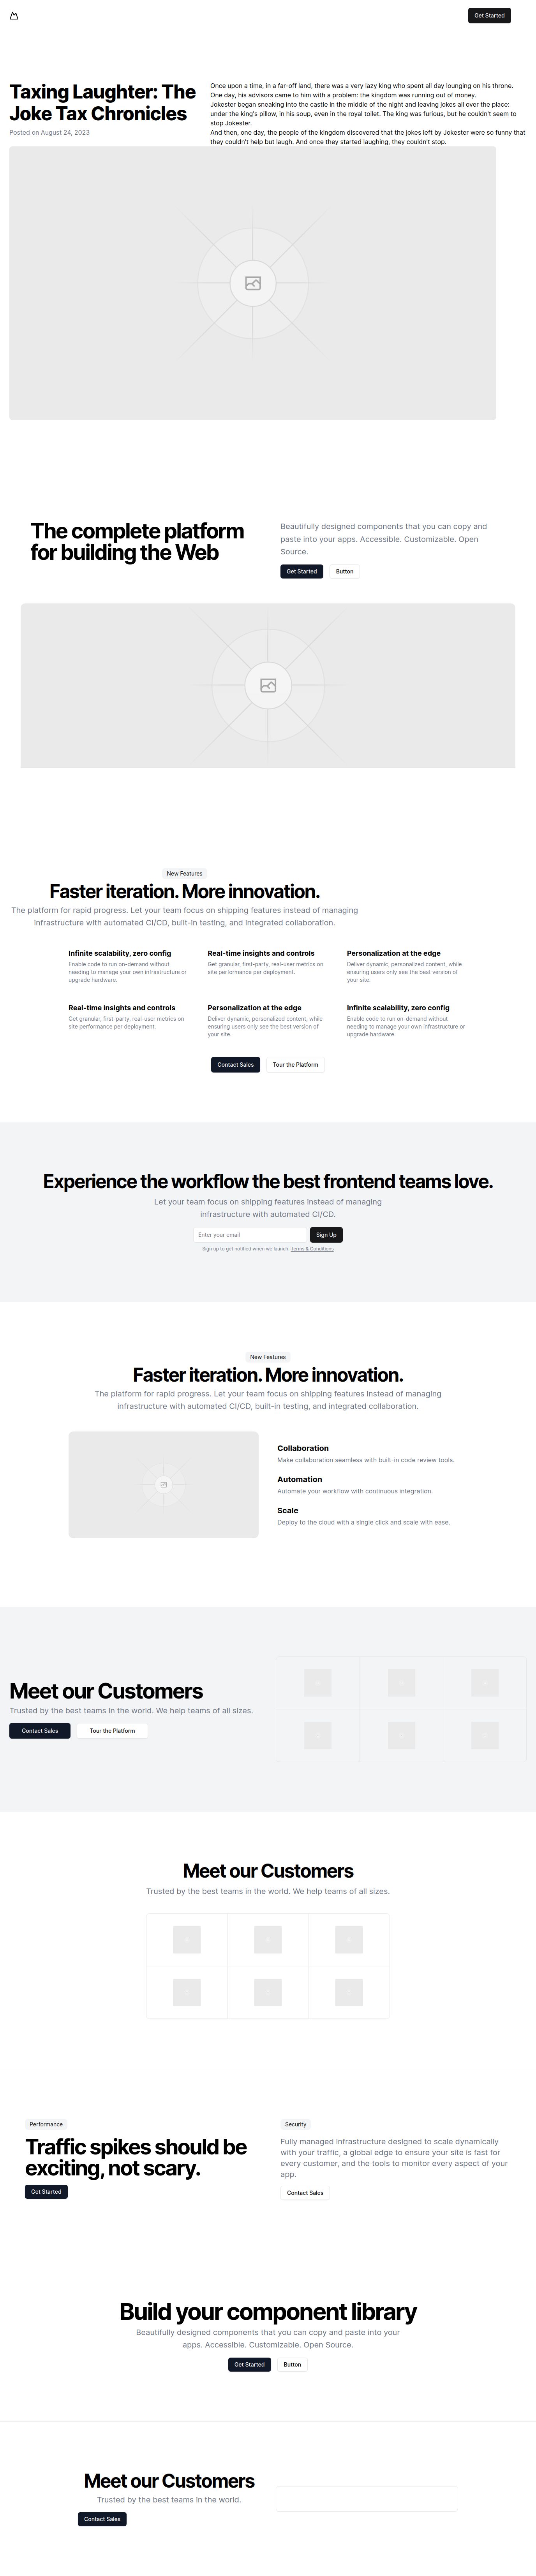 Get Started
Taxing Laughter: The
Joke Tax Chronicles
Posted on August 24, 2023
Once upon a time, in a far-off land, there was a very lazy king who spent all day lounging on his throne.
One day, his advisors came to him with a problem: the kingdom was running out of money.
Jokester began sneaking into the castle in the middle of the night and leaving jokes all over the place:
under the king's pillow, in his soup, even in the royal toilet. The king was furious, but he couldn't seem to
stop Jokester.
And then, one day, the people of the kingdom discovered that the jokes left by Jokester were so funny that
they couldn't help but laugh. And once they started laughing, they couldn't stop.
The complete platform
for building the Web
Beautifully designed components that you can copy and
paste into your apps. Accessible. Customizable. Open
Source.
Get Started
Button
New Features
Faster iteration. More innovation.
The platform for rapid progress. Let your team focus on shipping features instead of managing
infrastructure with automated CI/CD, built-in testing, and integrated collaboration.
Infinite scalability, zero config
Enable code to run on-demand without
needing to manage your own infrastructure or
upgrade hardware.
Real-time insights and controls
Get granular, first-party, real-user metrics on
site performance per deployment.
Personalization at the edge
Deliver dynamic, personalized content, while
ensuring users only see the best version of
your site.
Real-time insights and controls
Get granular, first-party, real-user metrics on
site performance per deployment.
Personalization at the edge
Deliver dynamic, personalized content, while
ensuring users only see the best version of
your site.
Infinite scalability, zero config
Enable code to run on-demand without
needing to manage your own infrastructure or
upgrade hardware.
Contact Sales
Tour the Platform
Experience the workflow the best frontend teams love.
Let your team focus on shipping features instead of managing
infrastructure with automated CI/CD.
Enter your email
Sign Up
Sign up to get notified when we launch. Terms & Conditions
New Features
Faster iteration. More innovation.
The platform for rapid progress. Let your team focus on shipping features instead of managing
infrastructure with automated CI/CD, built-in testing, and integrated collaboration.
Collaboration
Make collaboration seamless with built-in code review tools.
Automation
Automate your workflow with continuous integration.
Scale
Deploy to the cloud with a single click and scale with ease.
Meet our Customers
Trusted by the best teams in the world. We help teams of all sizes.
Contact Sales
Tour the Platform
Meet our Customers
Trusted by the best teams in the world. We help teams of all sizes.
Performance
Traffic spikes should be
exciting, not scary.
Get Started
Security
Fully managed infrastructure designed to scale dynamically
with your traffic, a global edge to ensure your site is fast for
every customer, and the tools to monitor every aspect of your
app.
Contact Sales
Build your component library
Beautifully designed components that you can copy and paste into your
apps. Accessible. Customizable. Open Source.
Get Started
Button
Meet our Customers
Trusted by the best teams in the world.
Contact Sales